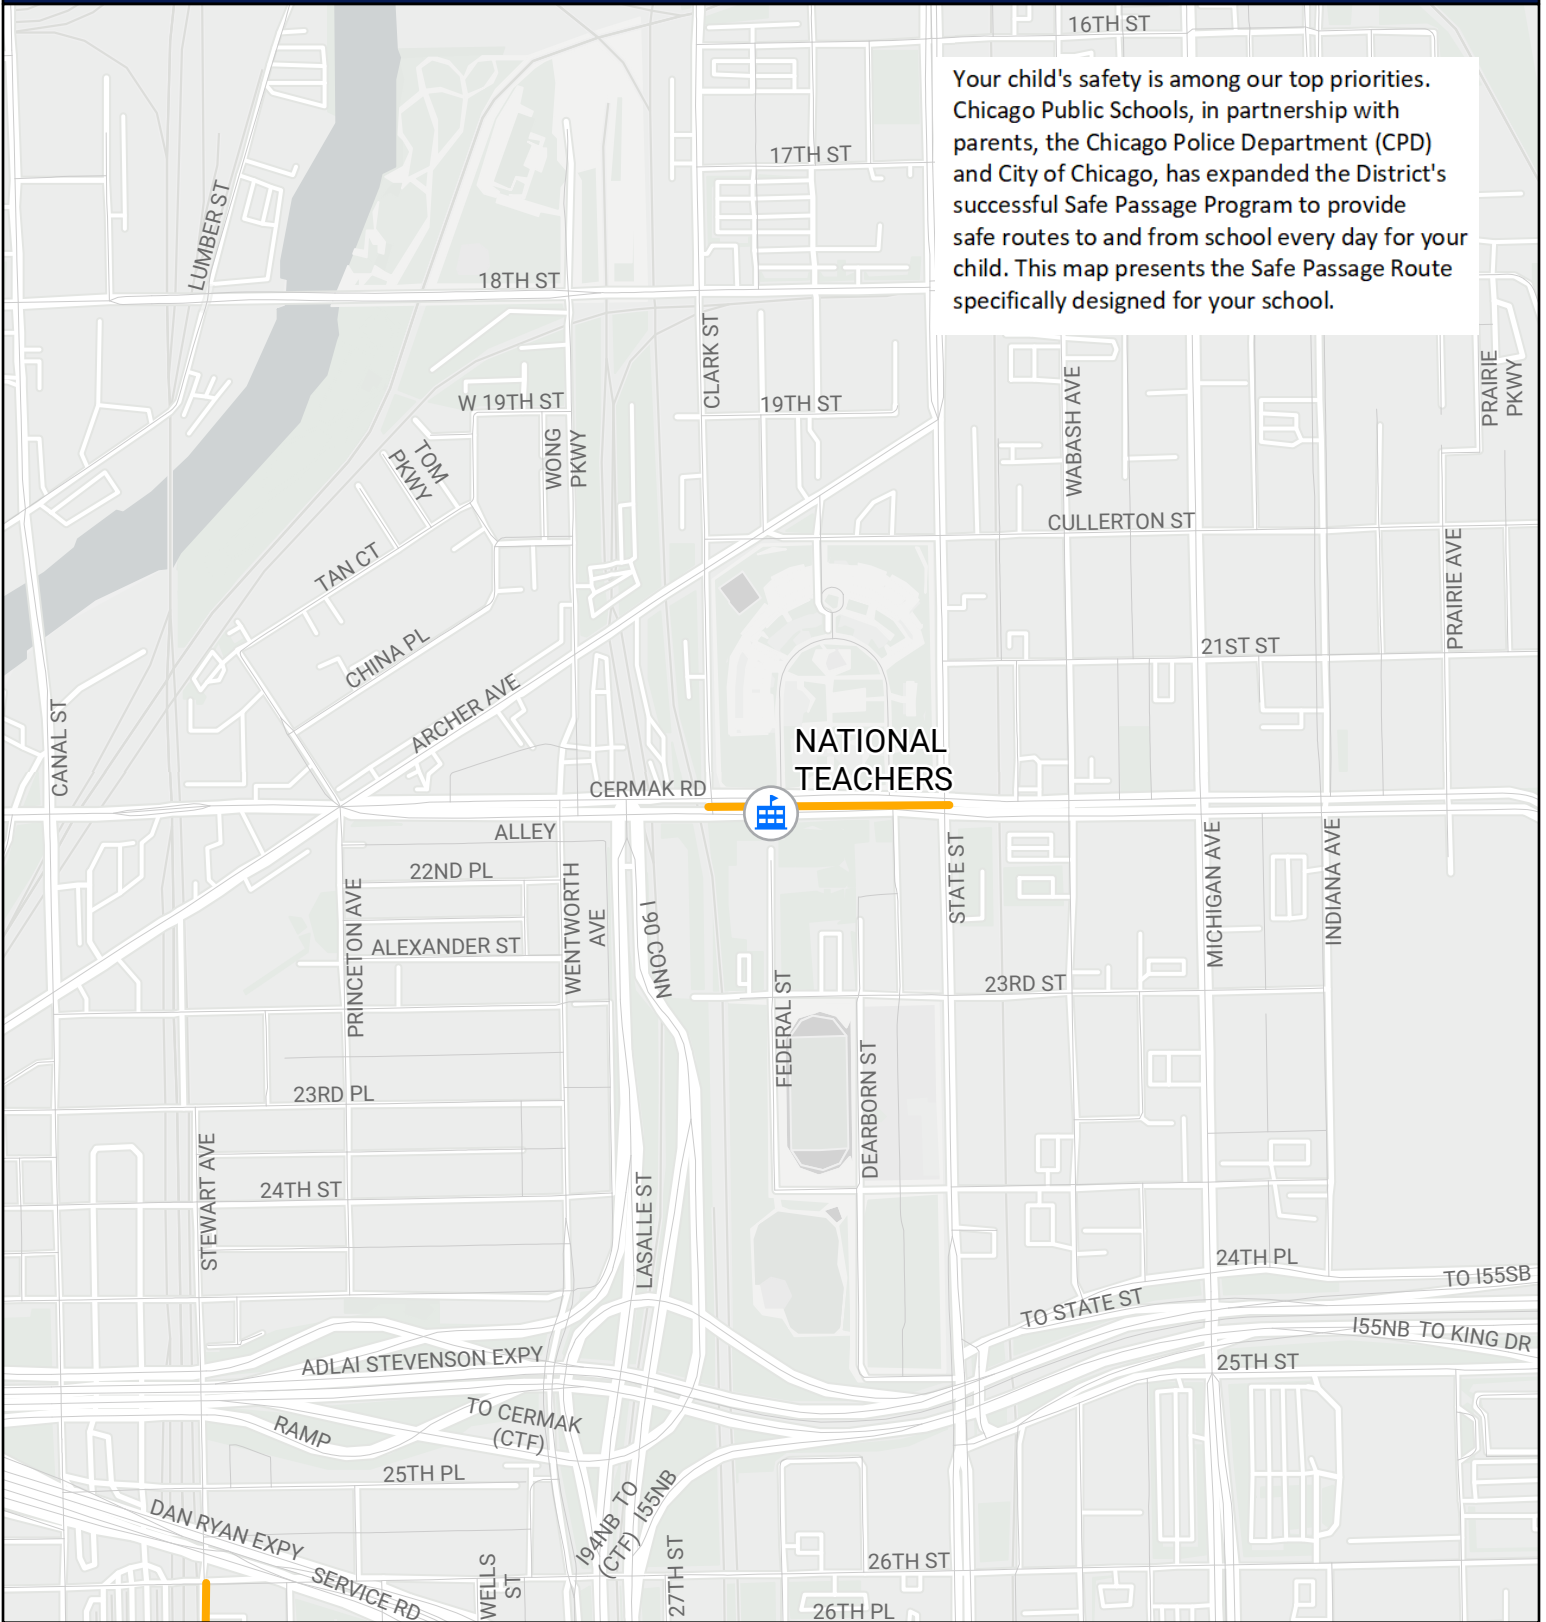 16TH ST
Your child's safety is among our top priorities.
Chicago Public Schools, in partnership with
parents, the Chicago Police Department (CPD)
and City of Chicago, has expanded the District's
successful Safe Passage Program to provide
safe routes to and from school every day for your
child. This map presents the Safe Passage Route
specifically designed for your school.
17TH ST
LUMBER ST
18TH ST
CLARK ST
W 19TH ST
19TH ST
WABASH AVE
PRAIRIE
PKWY
TOM
PKWY
WONG
PKWY
CULLERTON ST
TAN CT
PRAIRIE AVE
CHINA PL
21ST ST
ARCHER AVE
CANAL ST
NATIONAL
TEACHERS
CERMAK RD
ALLEY
22ND PL
PRINCETON AVE
WENTWORTH
AVE
ALEXANDER ST
I 90 CONN
STATE ST
MICHIGAN AVE
INDIANA AVE
23RD ST
FEDERAL ST
DEARBORN ST
23RD PL
STEWART AVE
24TH ST
LASALLE ST
24TH PL
TO I55SB
TO STATE ST
I55NB TO KING DR
ADLAI STEVENSON EXPY
25TH ST
TO CERMAK
(CTF)
RAMP
25TH PL
I94NB TO
(CTF) I55NB
DAN RYAN EXPY
SERVICE RD
WELLS
ST
27TH ST
26TH ST
26TH PL